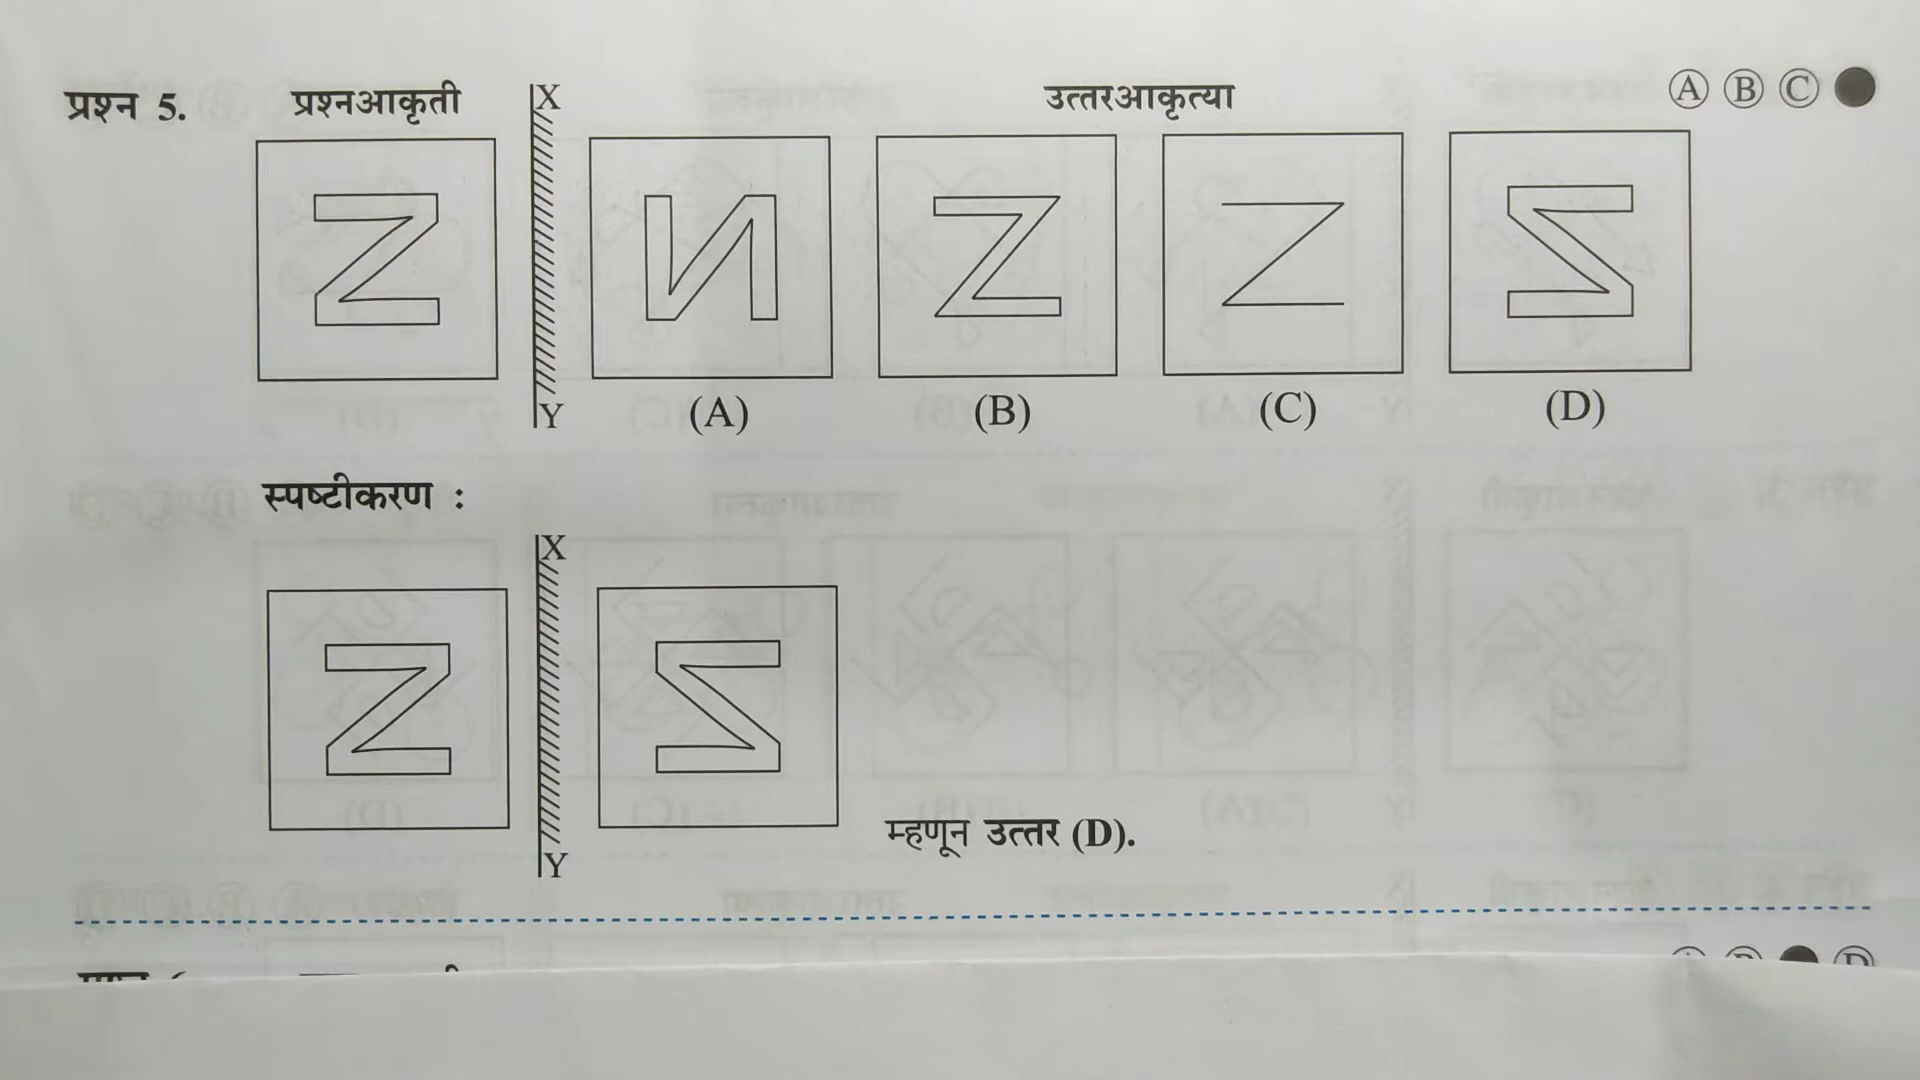 प्रश्न 5. प्रश्नआकृती X उत्तरआकृत्या Ⓐ Ⓑ Ⓒ ●
Y (A) (B) (C) (D)
स्पष्टीकरण :
X
Y म्हणून उत्तर (D).